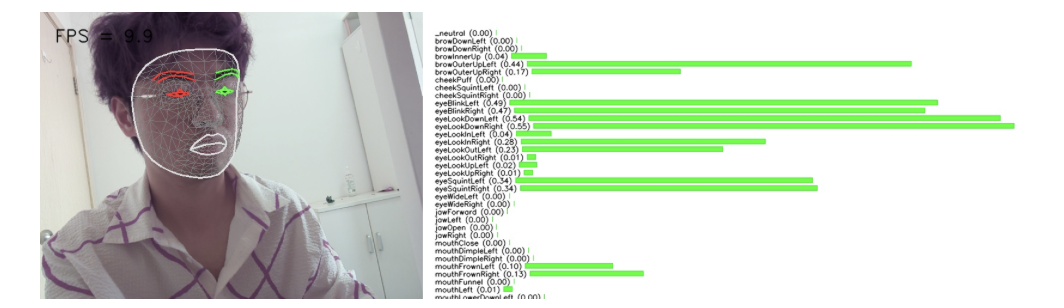 FPS = 9.9
_neutral (0.00)
browDownLeft (0.00)
browDownRight (0.00)
browInnerUp (0.04)
browOuterUpLeft (0.44)
browOuterUpRight (0.17)
cheekPuff (0.00)
cheekSquintLeft (0.00)
cheekSquintRight (0.00)
eyeBlinkLeft (0.49)
eyeBlinkRight (0.47)
eyeLookDownLeft (0.54)
eyeLookDownRight (0.55)
eyeLookInLeft (0.04)
eyeLookInRight (0.28)
eyeLookOutLeft (0.23)
eyeLookOutRight (0.01)
eyeLookUpLeft (0.02)
eyeLookUpRight (0.01)
eyeSquintLeft (0.34)
eyeSquintRight (0.34)
eyeWideLeft (0.00)
eyeWideRight (0.00)
jawForward (0.00)
jawLeft (0.00)
jawOpen (0.00)
jawRight (0.00)
mouthClose (0.00)
mouthDimpleLeft (0.00)
mouthDimpleRight (0.00)
mouthFrownLeft (0.10)
mouthFrownRight (0.13)
mouthFunnel (0.00)
mouthLeft (0.01)
mouthLowerDownLeft (0.00)